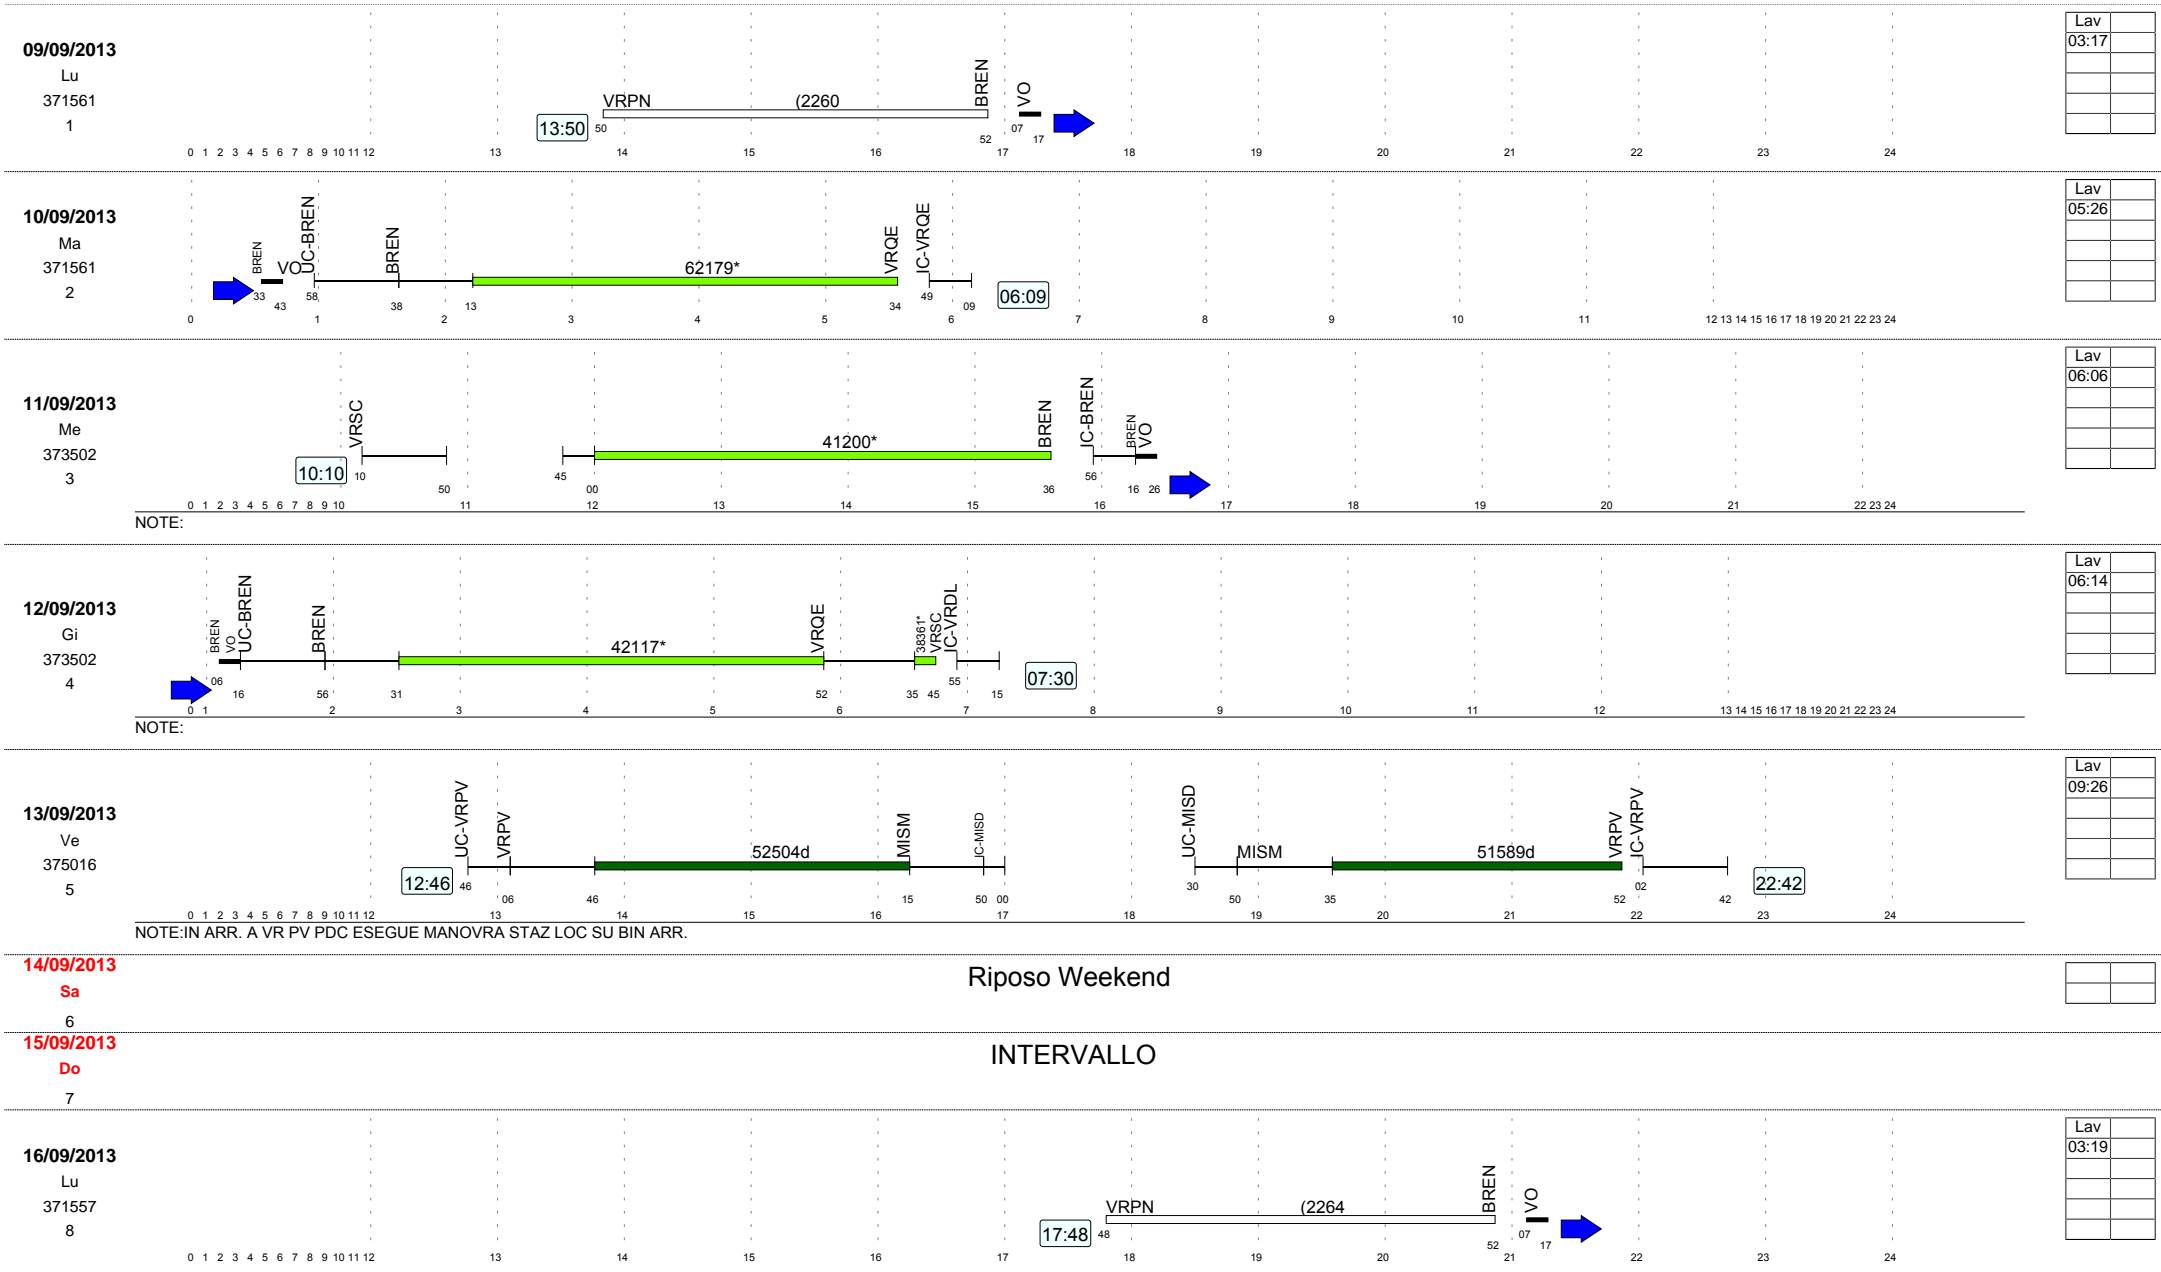 Lav
09/09/2013
03:17
Lu
371561
1
VRPN (2260 BREN VO
13:50 50 52 07 17
0 1 2 3 4 5 6 7 8 9 10 11 12 13 14 15 16 17 18 19 20 21 22 23 24
Lav
10/09/2013
05:26
Ma
371561
2
BREN VO UC-BREN BREN 62179* VRQE IC-VRQE
33 43 58 38 13 34 49 09 06:09
0 1 2 3 4 5 6 7 8 9 10 11 12 13 14 15 16 17 18 19 20 21 22 23 24
Lav
11/09/2013
06:06
Me
373502
3
VRSC 41200* BREN IC-BREN BREN VO
10:10 10 50 45 00 36 56 16 26
0 1 2 3 4 5 6 7 8 9 10 11 12 13 14 15 16 17 18 19 20 21 22 23 24
NOTE:
Lav
12/09/2013
06:14
Gi
373502
4
BREN VO UC-BREN BREN 42117* VRQE 38361* VRSC IC-VRDL
06 16 56 31 52 35 45 55 15 07:30
0 1 2 3 4 5 6 7 8 9 10 11 12 13 14 15 16 17 18 19 20 21 22 23 24
NOTE:
Lav
13/09/2013
09:26
Ve
375016
5
UC-VRPV VRPV 52504d MISM IC-MISD UC-MISD MISM 51589d VRPV IC-VRPV
12:46 46 06 46 15 50 00 30 50 35 52 02 42 22:42
0 1 2 3 4 5 6 7 8 9 10 11 12 13 14 15 16 17 18 19 20 21 22 23 24
NOTE:IN ARR. A VR PV PDC ESEGUE MANOVRA STAZ LOC SU BIN ARR.
14/09/2013
Sa
6
Riposo Weekend
15/09/2013
Do
7
INTERVALLO
Lav
16/09/2013
03:19
Lu
371557
8
VRPN (2264 BREN VO
17:48 48 52 07 17
0 1 2 3 4 5 6 7 8 9 10 11 12 13 14 15 16 17 18 19 20 21 22 23 24